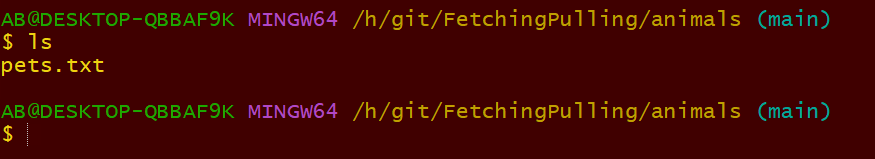 AB@DESKTOP-QBBAF9K MINGW64 /h/git/FetchingPulling/animals (main)
$ ls
pets.txt
AB@DESKTOP-QBBAF9K MINGW64 /h/git/FetchingPulling/animals (main)
$